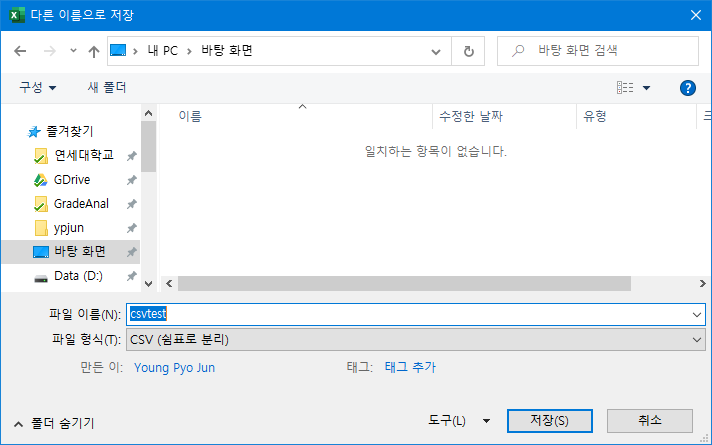 다른 이름으로 저장
내 PC > 바탕 화면
바탕 화면 검색
구성
새 폴더
이름
수정한 날짜
유형
일치하는 항목이 없습니다.
즐겨찾기
연세대학교
GDrive
GradeAnal
ypjun
바탕 화면
Data (D:)
파일 이름(N):
csvtest
파일 형식(T):
CSV (쉼표로 분리)
만든 이:
Young Pyo Jun
태그:
태그 추가
폴더 숨기기
도구(L)
저장(S)
취소